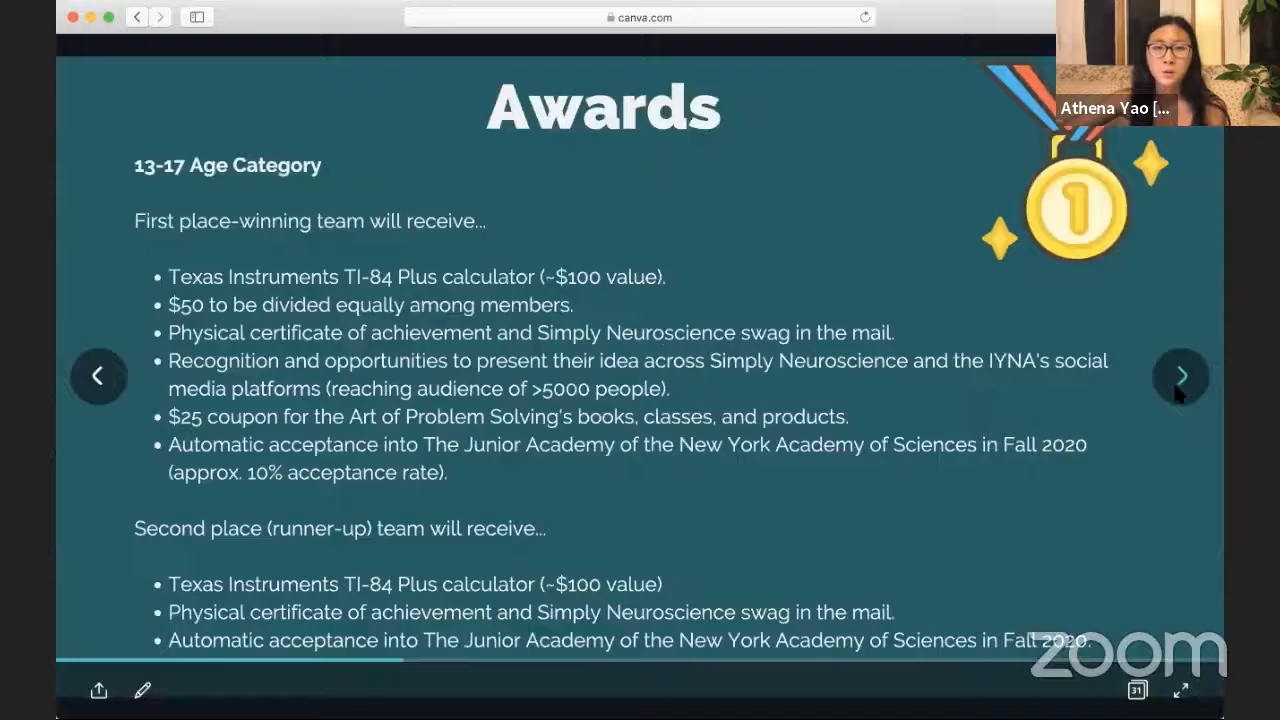 canva.com
Athena Yao [...
Awards
1
13-17 Age Category
First place-winning team will receive...
• Texas Instruments TI-84 Plus calculator (~$100 value).
• $50 to be divided equally among members.
• Physical certificate of achievement and Simply Neuroscience swag in the mail.
• Recognition and opportunities to present their idea across Simply Neuroscience and the IYNA's social
media platforms (reaching audience of >5000 people).
• $25 coupon for the Art of Problem Solving's books, classes, and products.
• Automatic acceptance into The Junior Academy of the New York Academy of Sciences in Fall 2020
(approx. 10% acceptance rate).
Second place (runner-up) team will receive...
• Texas Instruments TI-84 Plus calculator (~$100 value)
• Physical certificate of achievement and Simply Neuroscience swag in the mail.
• Automatic acceptance into The Junior Academy of the New York Academy of Sciences in Fall 2020.
zoom
31